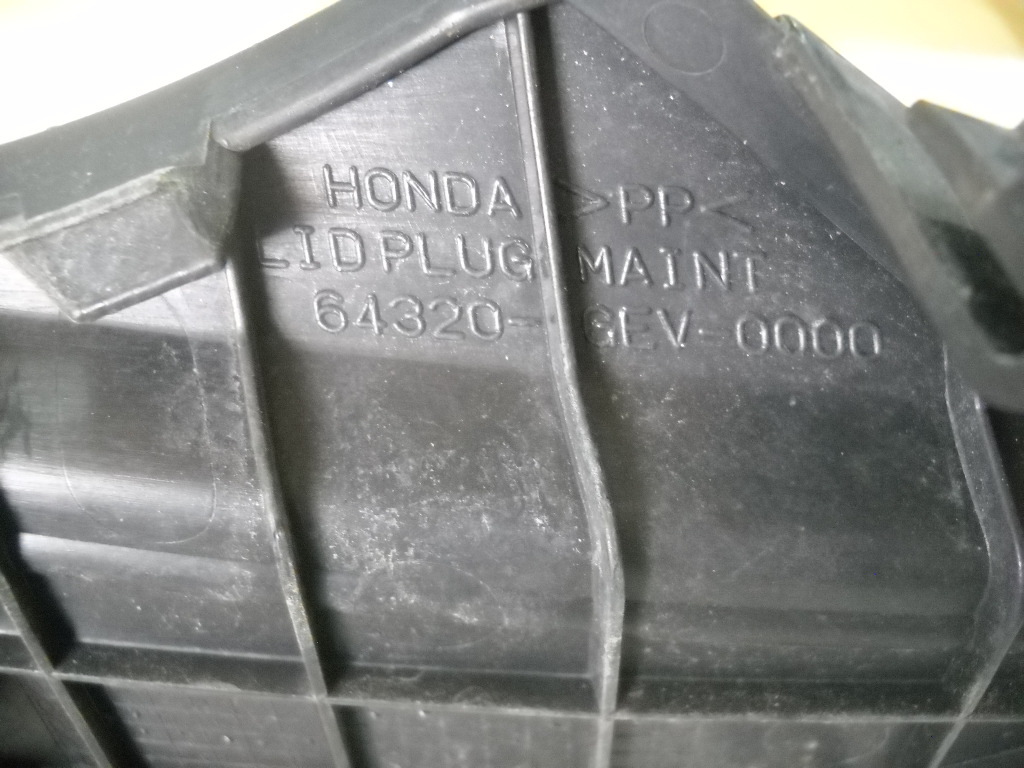 HONDA >PP<
LID PLUG MAINT
64320-GEV-0000